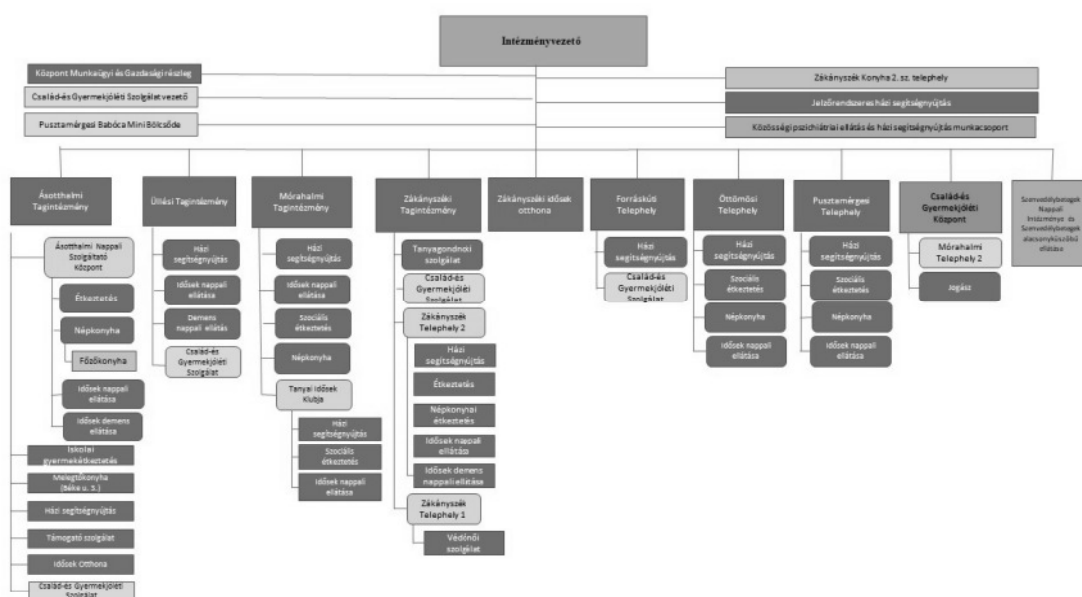 Intézményvezető
Központ Munkaügyi és Gazdasági részleg
Zákányszék Konyha 2. sz. telephely
Család-és Gyermekjóléti Szolgálat vezető
Jelzőrendszeres házi segítségnyújtás
Pusztamérgesi Babóca Mini Bölcsőde
Közösségi pszichiátriai ellátás és házi segítségnyújtás munkacsoport
Ásotthalmi
Tagintézmény
Ásotthalmi Nappali
Szolgáltató
Központ
Étkeztetés
Népkonyha
Főzőkonyha
Idősek nappali
ellátása
Idősek demens
ellátása
Iskolai
gyermekétkeztetés
Melegtőkonyha
(Béke u. 3.)
Házi segítségnyújtás
Támogató szolgálat
Idősek Otthona
Család-és Gyermekjóléti
Szolgálat
Üllési Tagintézmény
Házi
segítségnyújtás
Idősek nappali
ellátása
Demens
nappali ellátás
Család-és
Gyermekjóléti
Szolgálat
Mórahalmi
Tagintézmény
Házi
segítségnyújtás
Idősek nappali
ellátása
Szociális
étkeztetés
Népkonyha
Tanyai Idősek
Klubja
Házi
segítségnyújtás
Szociális
étkeztetés
Idősek nappali
ellátása
Zákányszéki
Tagintézmény
Tanyagondnoki
szolgálat
Család-és
Gyermekjóléti
Szolgálat
Zákányszék
Telephely 2
Házi
segítségnyújtás
Étkeztetés
Népkonyhai
étkeztetés
Idősek nappali
ellátása
Idősek demens
nappali ellátása
Zákányszék
Telephely 1
Védőnői
szolgálat
Zákányszéki idősek
otthona
Forráskúti
Telephely
Házi
segítségnyújtás
Család-és
Gyermekjóléti
Szolgálat
Öttömösi Telephely
Házi
segítségnyújtás
Szociális
étkeztetés
Népkonyha
Idősek nappali
ellátása
Pusztamérgesi
Telephely
Házi
segítségnyújtás
Szociális
étkeztetés
Népkonyha
Idősek nappali
ellátása
Család-és
Gyermekjóléti
Központ
Mórahalmi
Telephely 2
Jogász
Szenvedélybetegek
Nappali
Intézménye és
Szenvedélybetegek
alacsonyküszöbű
ellátása